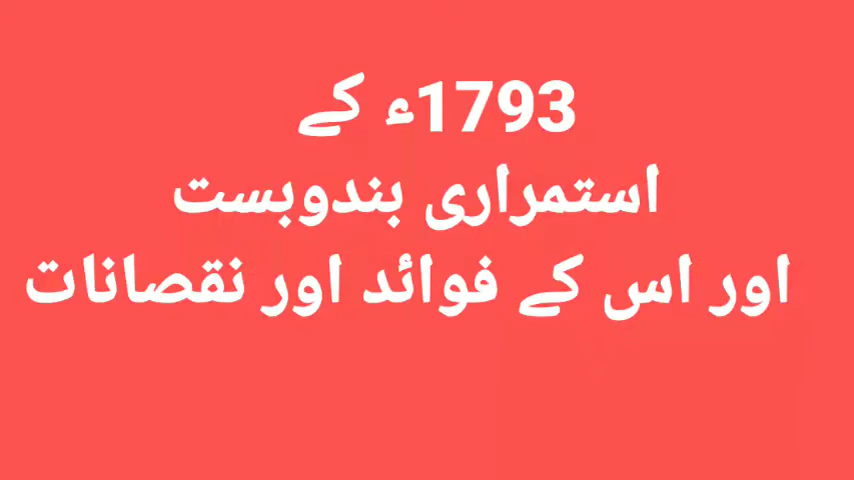 1793ء کے
استمراری بندوبست
اور اس کے فوائد اور نقصانات